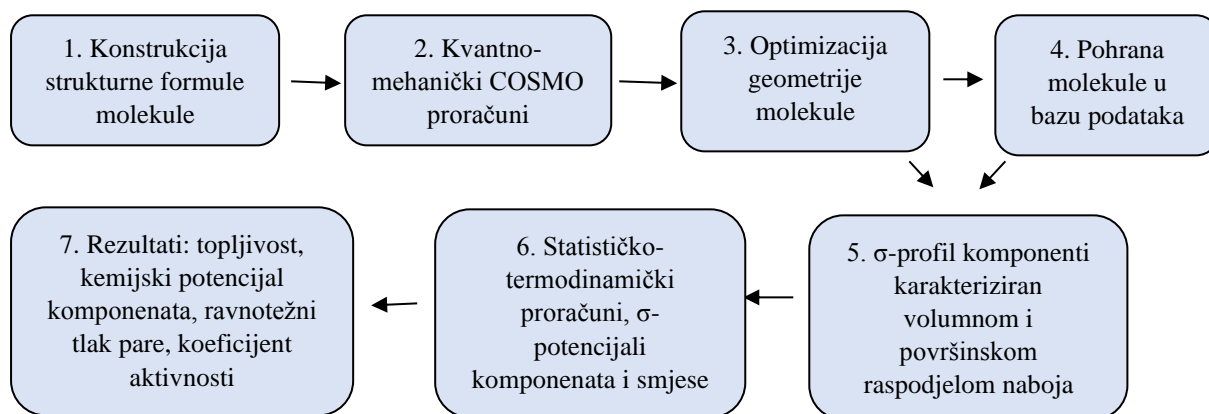 1. Konstrukcija
strukturne formule
molekule
2. Kvantno-
mehanički COSMO
proračuni
3. Optimizacija
geometrije
molekule
4. Pohrana
molekule u
bazu podataka
5. σ-profil komponenti
karakteriziran
volumnom i
površinskom
raspodjelom naboja
6. Statističko-
termodinamički
proračuni, σ-
potencijali
komponenata i smjese
7. Rezultati: topljivost,
kemijski potencijal
komponenata, ravnotežni
tlak pare, koeficijent
aktivnosti